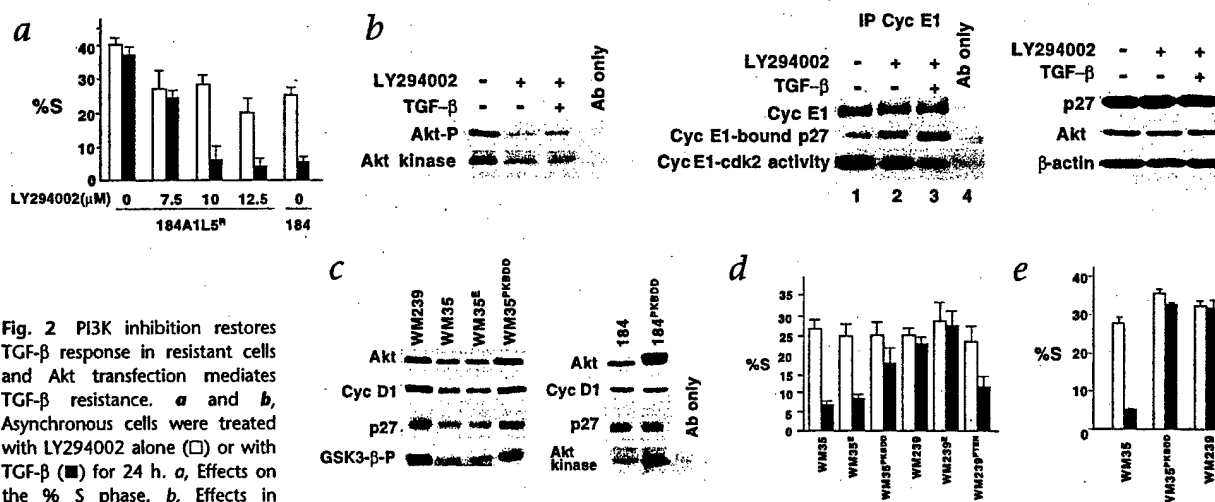 a
%S
40
30
20
10
0
LY294002(μM) 0 7.5 10 12.5 0
184A1L5ᴿ 184
b
LY294002 - + +
TGF-β - - +
Ab only
Akt-P
Akt kinase
IP Cyc E1
LY294002 - + +
TGF-β - - +
Ab only
Cyc E1
Cyc E1-bound p27
Cyc E1-cdk2 activity
1 2 3 4
LY294002 - + +
TGF-β - - +
p27
Akt
β-actin
Fig. 2 PI3K inhibition restores
TGF-β response in resistant cells
and Akt transfection mediates
TGF-β resistance. a and b,
Asynchronous cells were treated
with LY294002 alone (□) or with
TGF-β (■) for 24 h. a, Effects on
the % S phase. b, Effects in
c
WM239 WM35 WM35ᴱ WM35ᴾᴷᴮᴰᴰ
Akt
Cyc D1
p27
GSK3-β-P
184 184ᴾᴷᴮᴰᴰ Ab only
Akt
Cyc D1
p27
Akt
kinase
d
%S
35
30
25
20
15
10
5
0
WM35 WM35ᴱ WM35ᴾᴷᴮᴰᴰ WM239 WM239ᴱ WM239ᴾᵀᴱᴺ
e
%S
40
30
20
10
0
WM35 WM35ᴾᴷᴮᴰᴰ WM239